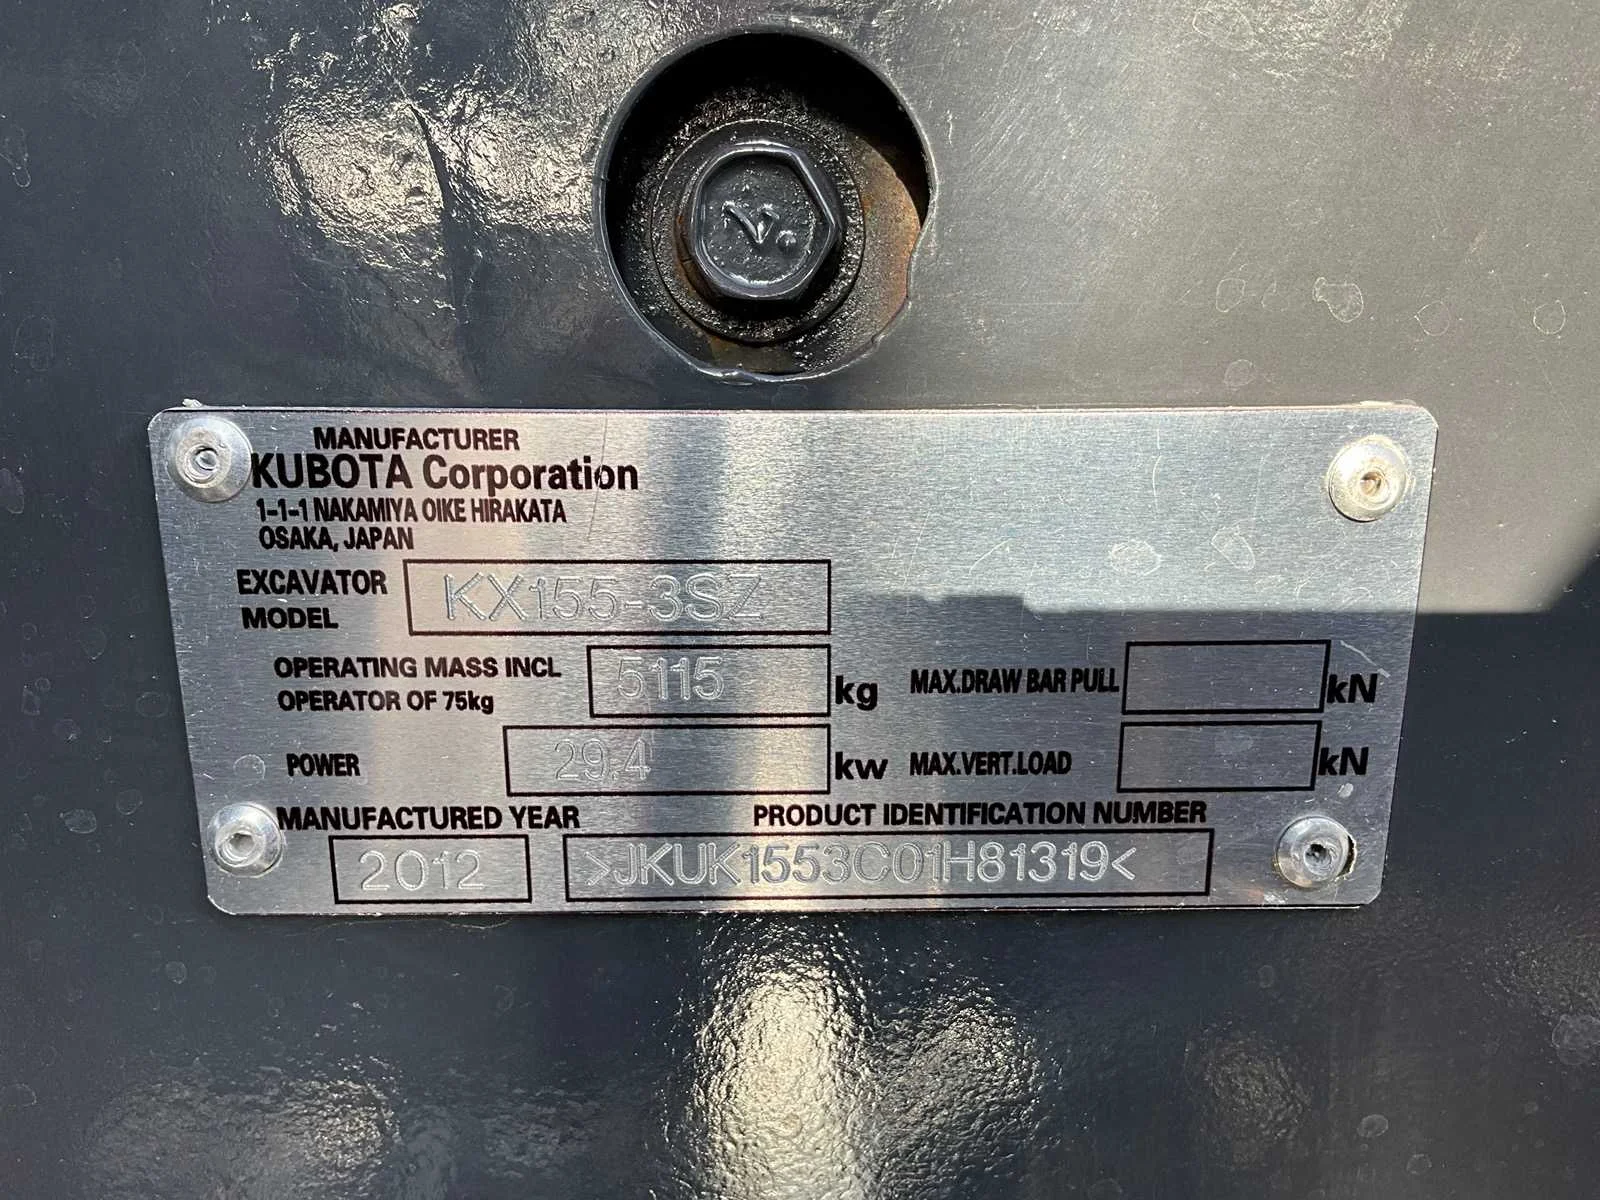 MANUFACTURER
KUBOTA Corporation
1-1-1 NAKAMIYA OIKE HIRAKATA
OSAKA, JAPAN
EXCAVATOR MODEL KX155-3SZ
OPERATING MASS INCL OPERATOR OF 75kg 5115 kg
MAX.DRAW BAR PULL kN
POWER 29.4 kw
MAX.VERT.LOAD kN
MANUFACTURED YEAR
PRODUCT IDENTIFICATION NUMBER
2012
>JKUK1553C01H81319<